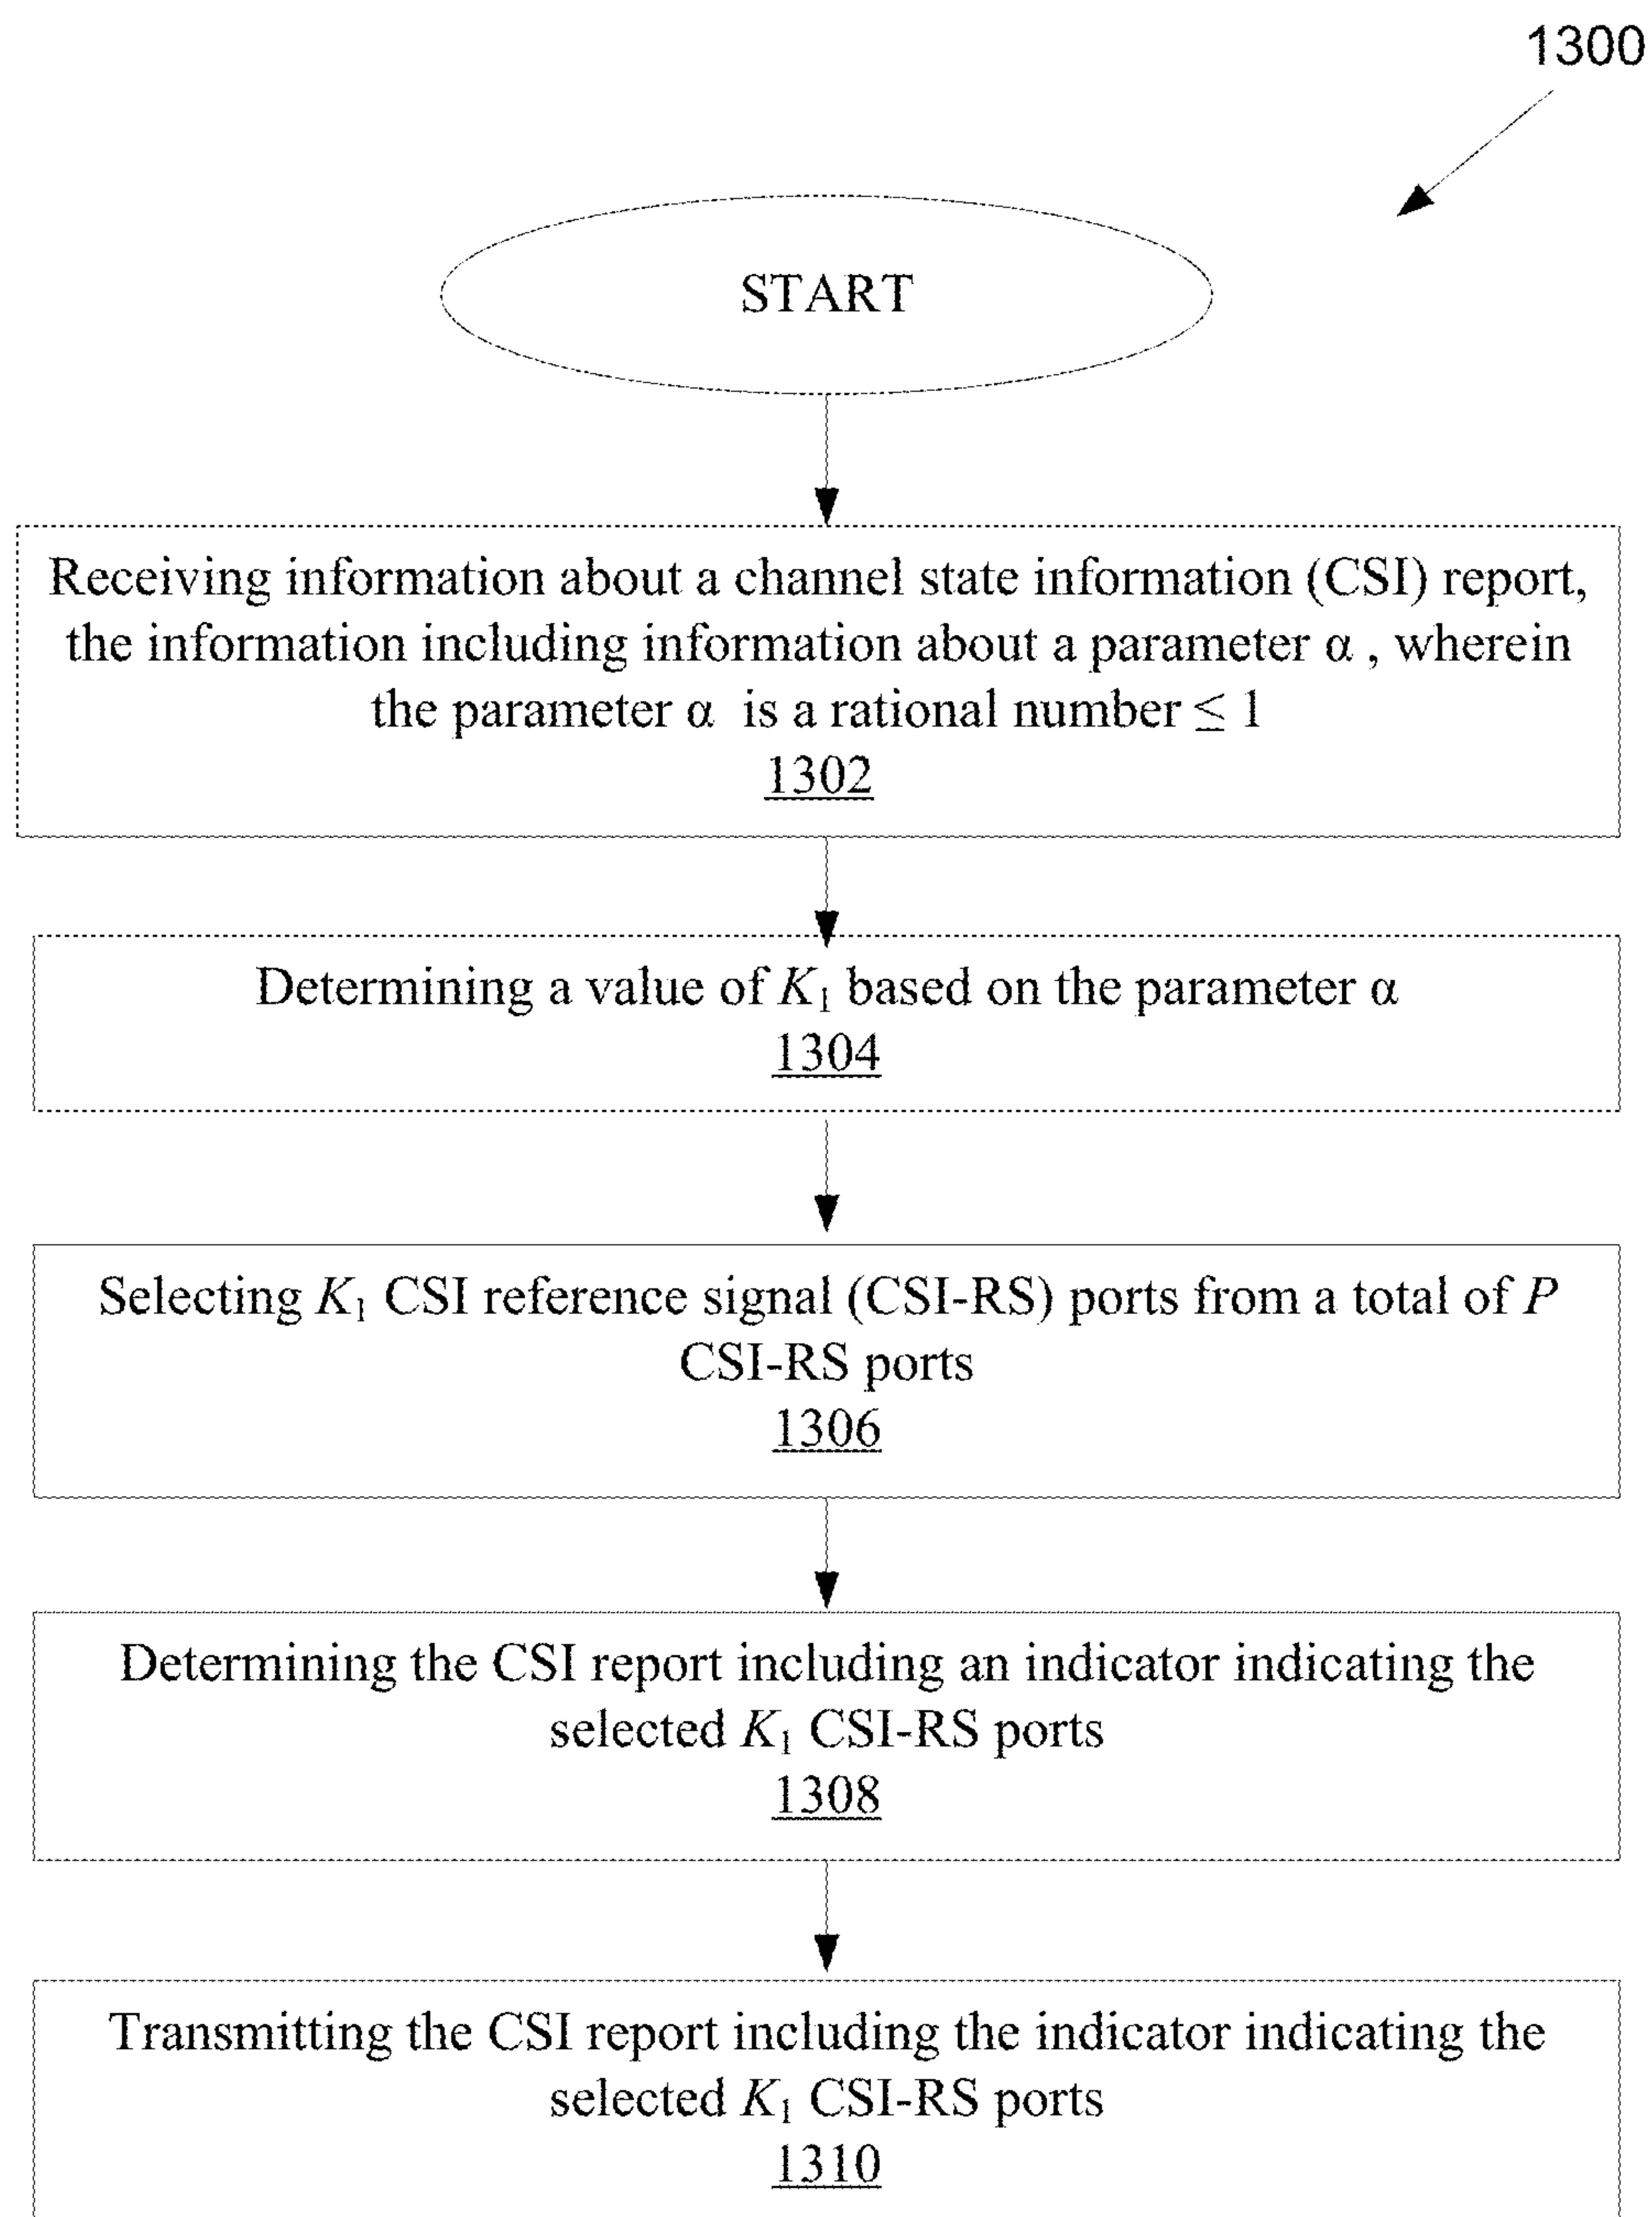 1300
START
Receiving information about a channel state information (CSI) report,
the information including information about a parameter α , wherein
the parameter α is a rational number ≤ 1
1302
Determining a value of K₁ based on the parameter α
1304
Selecting K₁ CSI reference signal (CSI-RS) ports from a total of P
CSI-RS ports
1306
Determining the CSI report including an indicator indicating the
selected K₁ CSI-RS ports
1308
Transmitting the CSI report including the indicator indicating the
selected K₁ CSI-RS ports
1310